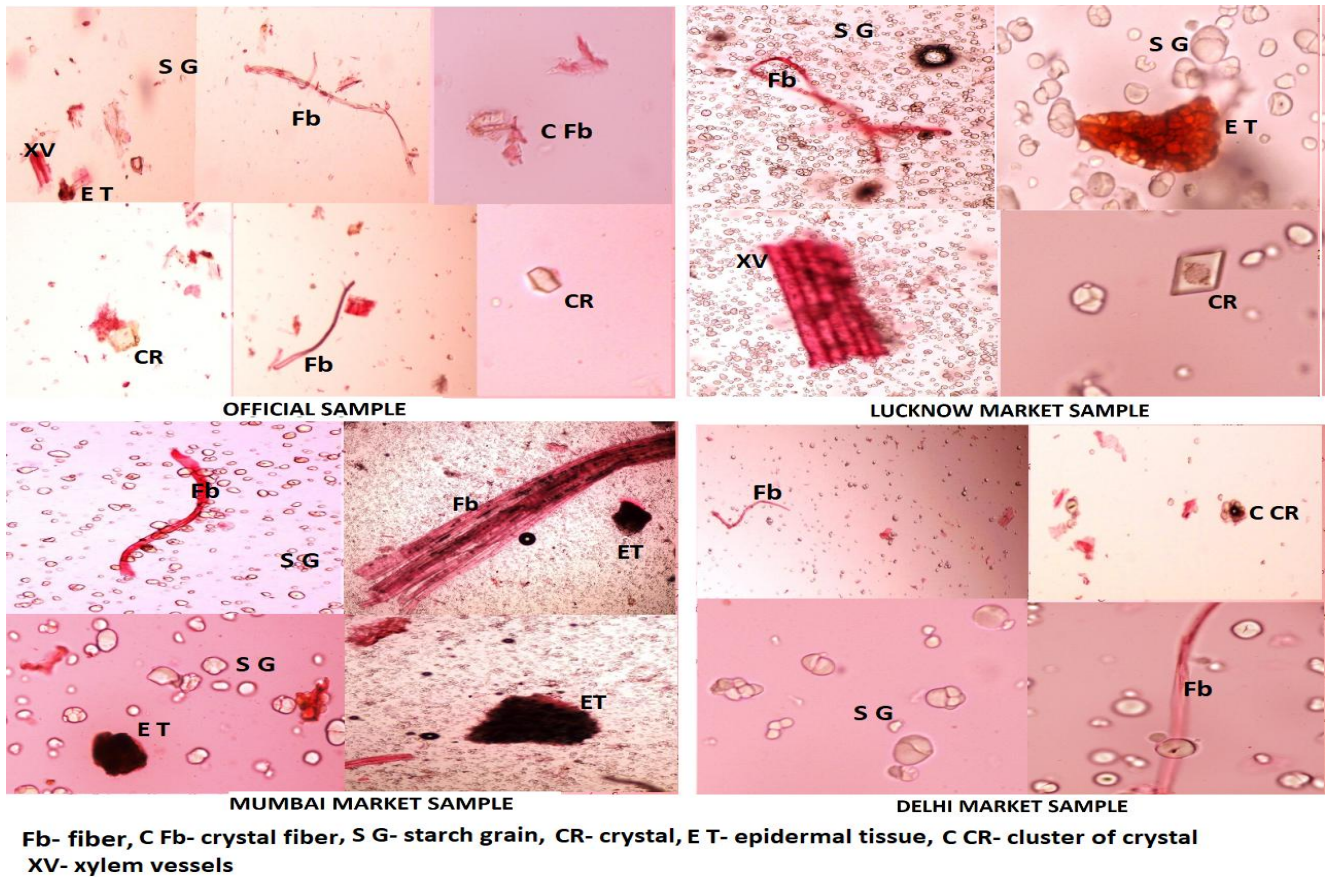 S G
Fb
C Fb
XV
E T
CR
Fb
CR
OFFICIAL SAMPLE
S G
Fb
S G
E T
XV
CR
LUCKNOW MARKET SAMPLE
Fb
S G
Fb
ET
S G
E T
ET
MUMBAI MARKET SAMPLE
Fb
C CR
S G
Fb
DELHI MARKET SAMPLE
Fb- fiber, C Fb- crystal fiber, S G- starch grain, CR- crystal, E T- epidermal tissue, C CR- cluster of crystal
XV- xylem vessels